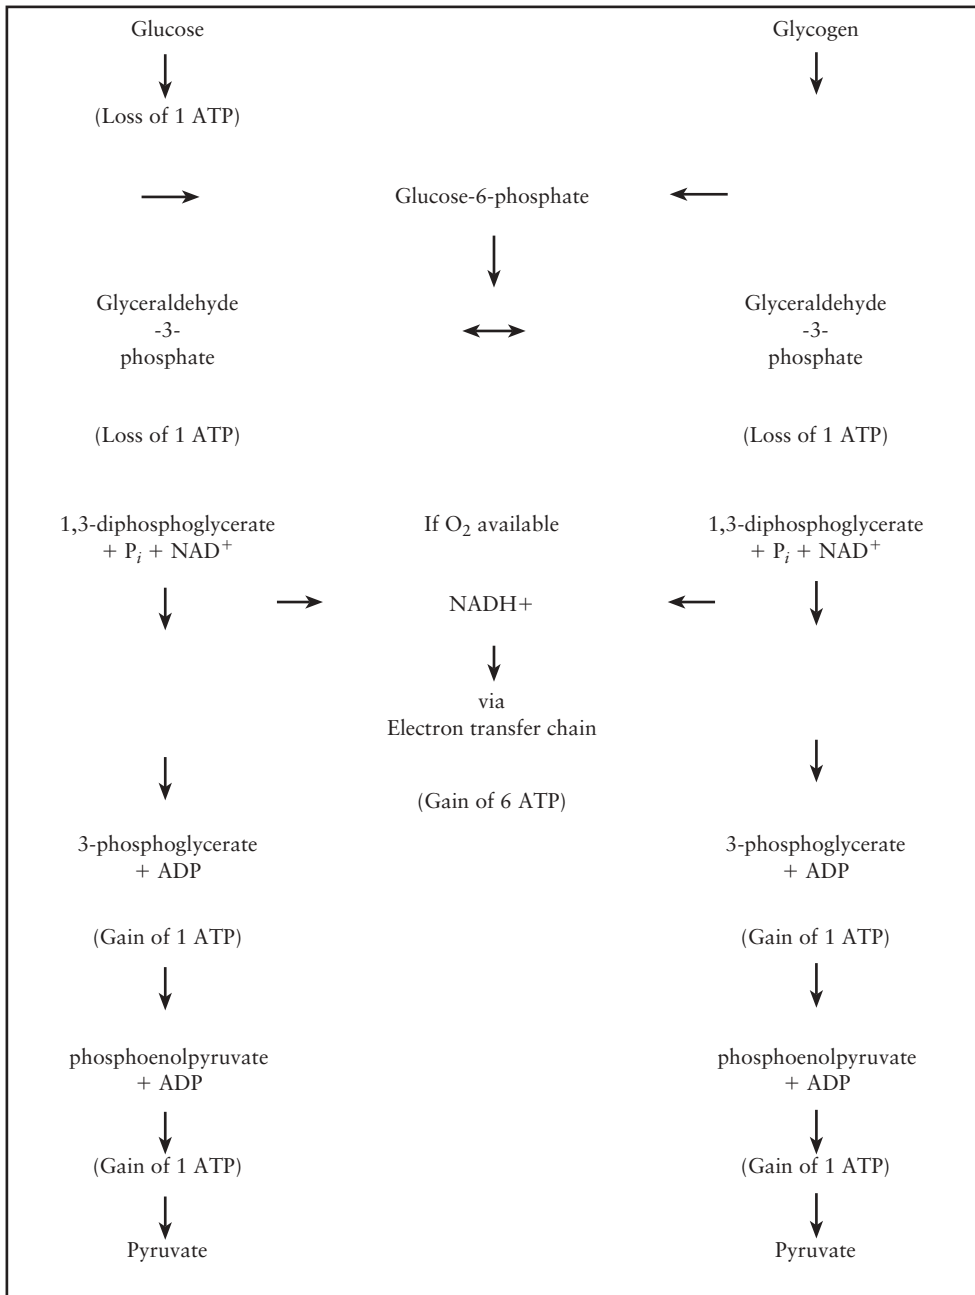 Glucose
Glycogen
(Loss of 1 ATP)
Glucose-6-phosphate
Glyceraldehyde
-3-
phosphate
Glyceraldehyde
-3-
phosphate
(Loss of 1 ATP)
(Loss of 1 ATP)
1,3-diphosphoglycerate
+ Pi + NAD+
If O2 available
1,3-diphosphoglycerate
+ Pi + NAD+
NADH+
via
Electron transfer chain
(Gain of 6 ATP)
3-phosphoglycerate
+ ADP
3-phosphoglycerate
+ ADP
(Gain of 1 ATP)
(Gain of 1 ATP)
phosphoenolpyruvate
+ ADP
phosphoenolpyruvate
+ ADP
(Gain of 1 ATP)
(Gain of 1 ATP)
Pyruvate
Pyruvate